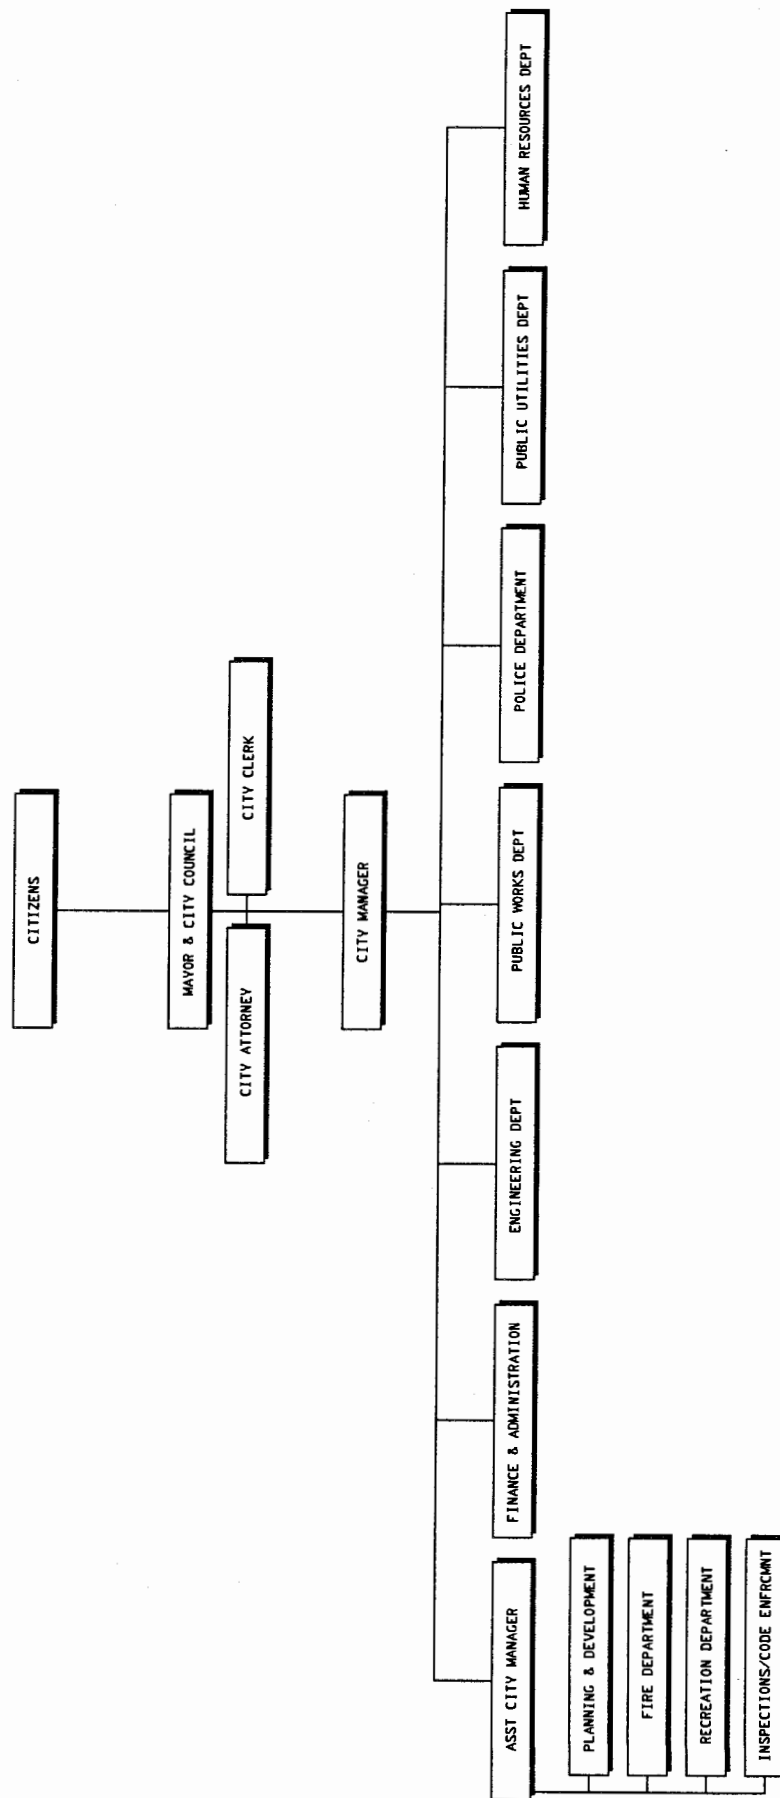 CITIZENS
MAYOR & CITY COUNCIL
CITY ATTORNEY
CITY CLERK
CITY MANAGER
ASST CITY MANAGER
FINANCE & ADMINISTRATION
ENGINEERING DEPT
PUBLIC WORKS DEPT
POLICE DEPARTMENT
PUBLIC UTILITIES DEPT
HUMAN RESOURCES DEPT
PLANNING & DEVELOPMENT
FIRE DEPARTMENT
RECREATION DEPARTMENT
INSPECTIONS/CODE ENFRCMNT